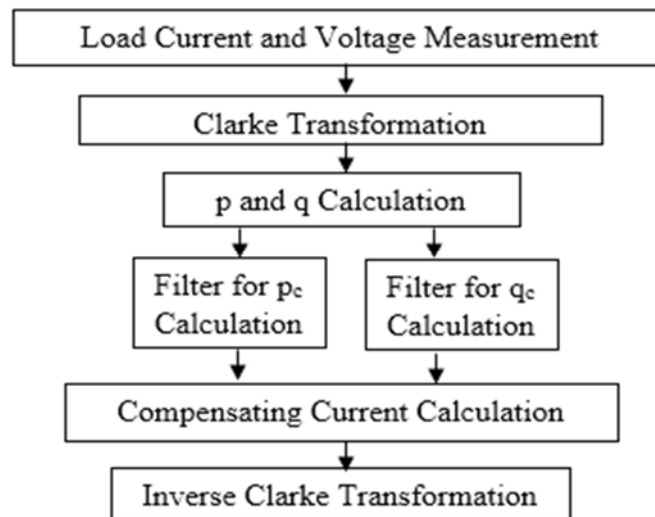 Load Current and Voltage Measurement
Clarke Transformation
p and q Calculation
Filter for pc
Calculation
Filter for qc
Calculation
Compensating Current Calculation
Inverse Clarke Transformation